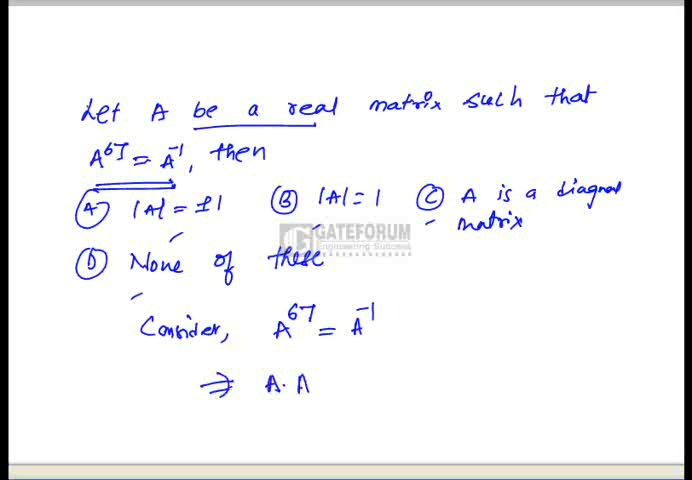 Let A be a real matrix such that
A^67 = A^-1, then
(A) |A| = ±1 (B) |A| = 1 (C) A is a diagnal
matrix
GATEFORUM
Engineering Success
(D) None of these
Consider, A^67 = A^-1
⇒ A·A